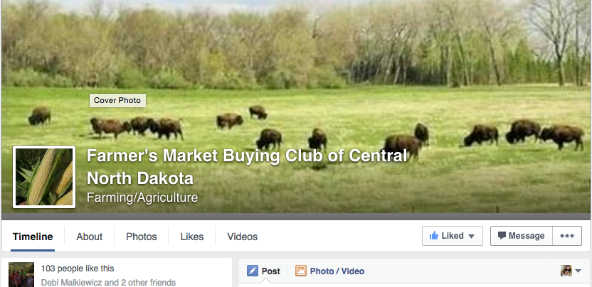 Cover Photo
Farmer's Market Buying Club of Central
North Dakota
Farming/Agriculture
Timeline About Photos Likes Videos Liked Message
103 people like this
Debi Malkiewicz and 2 other friends
Post Photo / Video